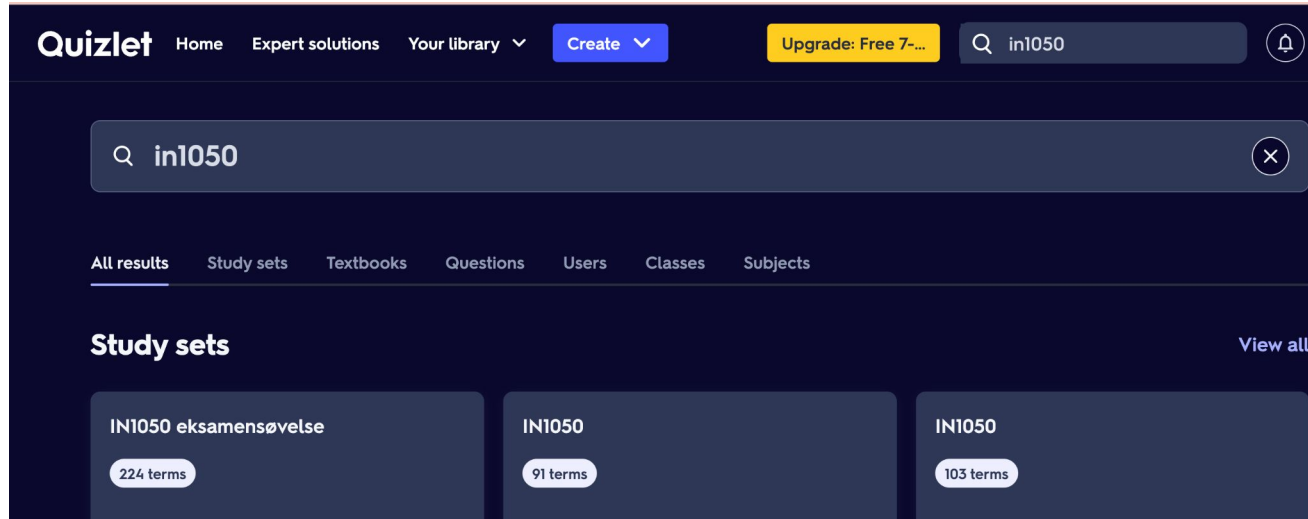 Quizlet Home Expert solutions Your library Create Upgrade: Free 7-... in1050
in1050
All results Study sets Textbooks Questions Users Classes Subjects
Study sets View all
IN1050 eksamensøvelse IN1050 IN1050
224 terms 91 terms 103 terms